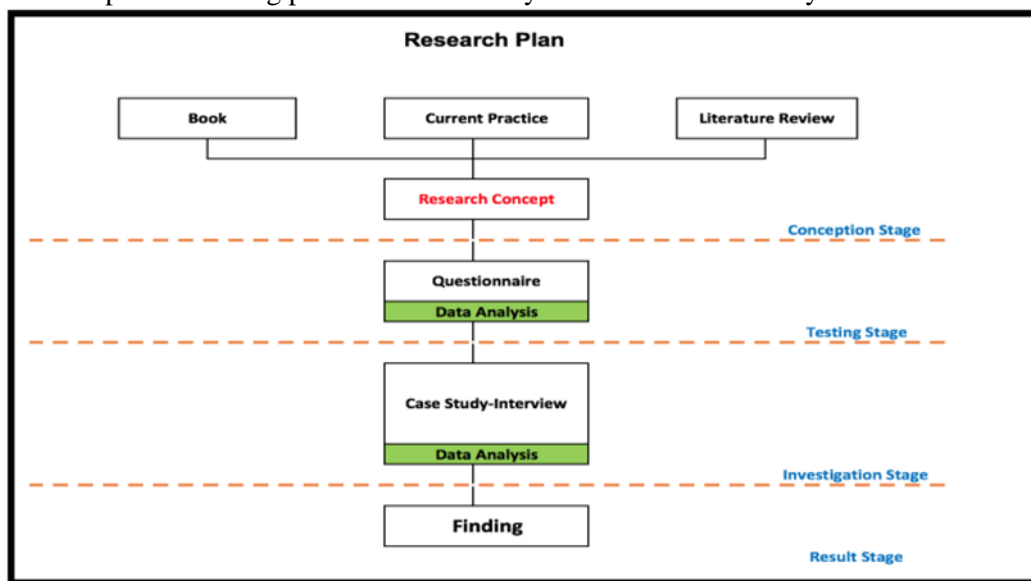 Research Plan
Book
Current Practice
Literature Review
Research Concept
Conception Stage
Questionnaire
Data Analysis
Testing Stage
Case Study-Interview
Data Analysis
Investigation Stage
Finding
Result Stage